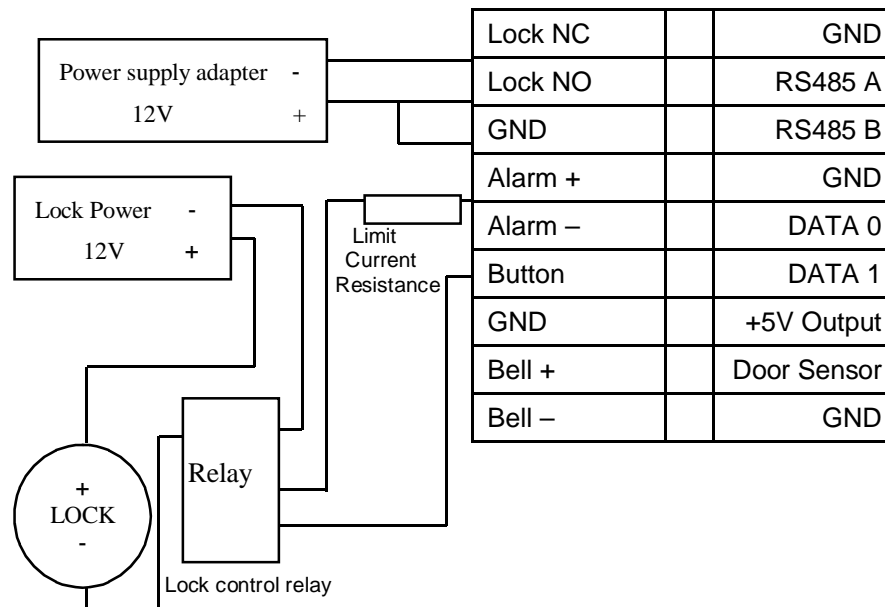 Power supply adapter -
12V +
Lock Power -
12V +
Limit
Current
Resistance
+
LOCK
-
Relay
Lock control relay
Lock NC GND
Lock NO RS485 A
GND RS485 B
Alarm + GND
Alarm – DATA 0
Button DATA 1
GND +5V Output
Bell + Door Sensor
Bell – GND